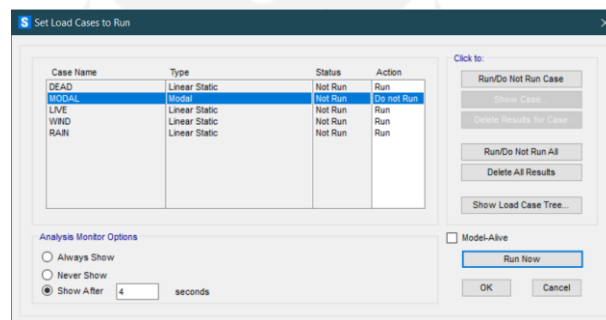 S Set Load Cases to Run
Click to:
Case Name Type Status Action
DEAD Linear Static Not Run Run
MODAL Modal Not Run Do not Run
LIVE Linear Static Not Run Run
WIND Linear Static Not Run Run
RAIN Linear Static Not Run Run
Run/Do Not Run Case
Show Case...
Delete Results for Case
Run/Do Not Run All
Delete All Results
Show Load Case Tree...
Analysis Monitor Options
Always Show
Never Show
Show After 4 seconds
Model-Alive
Run Now
OK Cancel